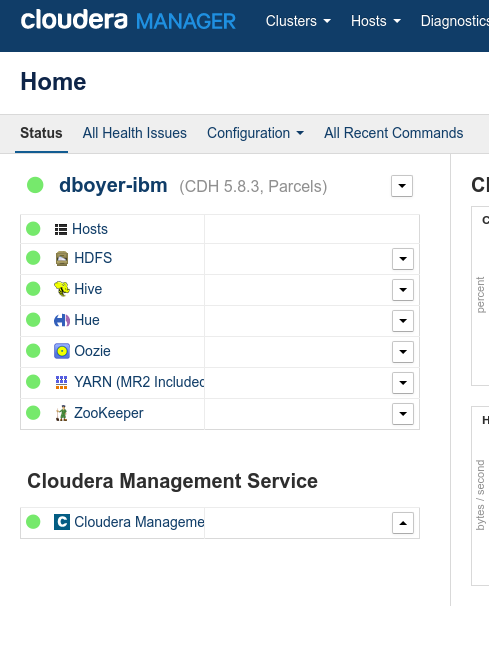 cloudera MANAGER Clusters Hosts Diagnostics
Home
Status All Health Issues Configuration All Recent Commands
dboyer-ibm (CDH 5.8.3, Parcels)
Hosts
HDFS
Hive
Hue
Oozie
YARN (MR2 Included
ZooKeeper
Cloudera Management Service
C Cloudera Manageme
Cl
C
percent
H
bytes / second